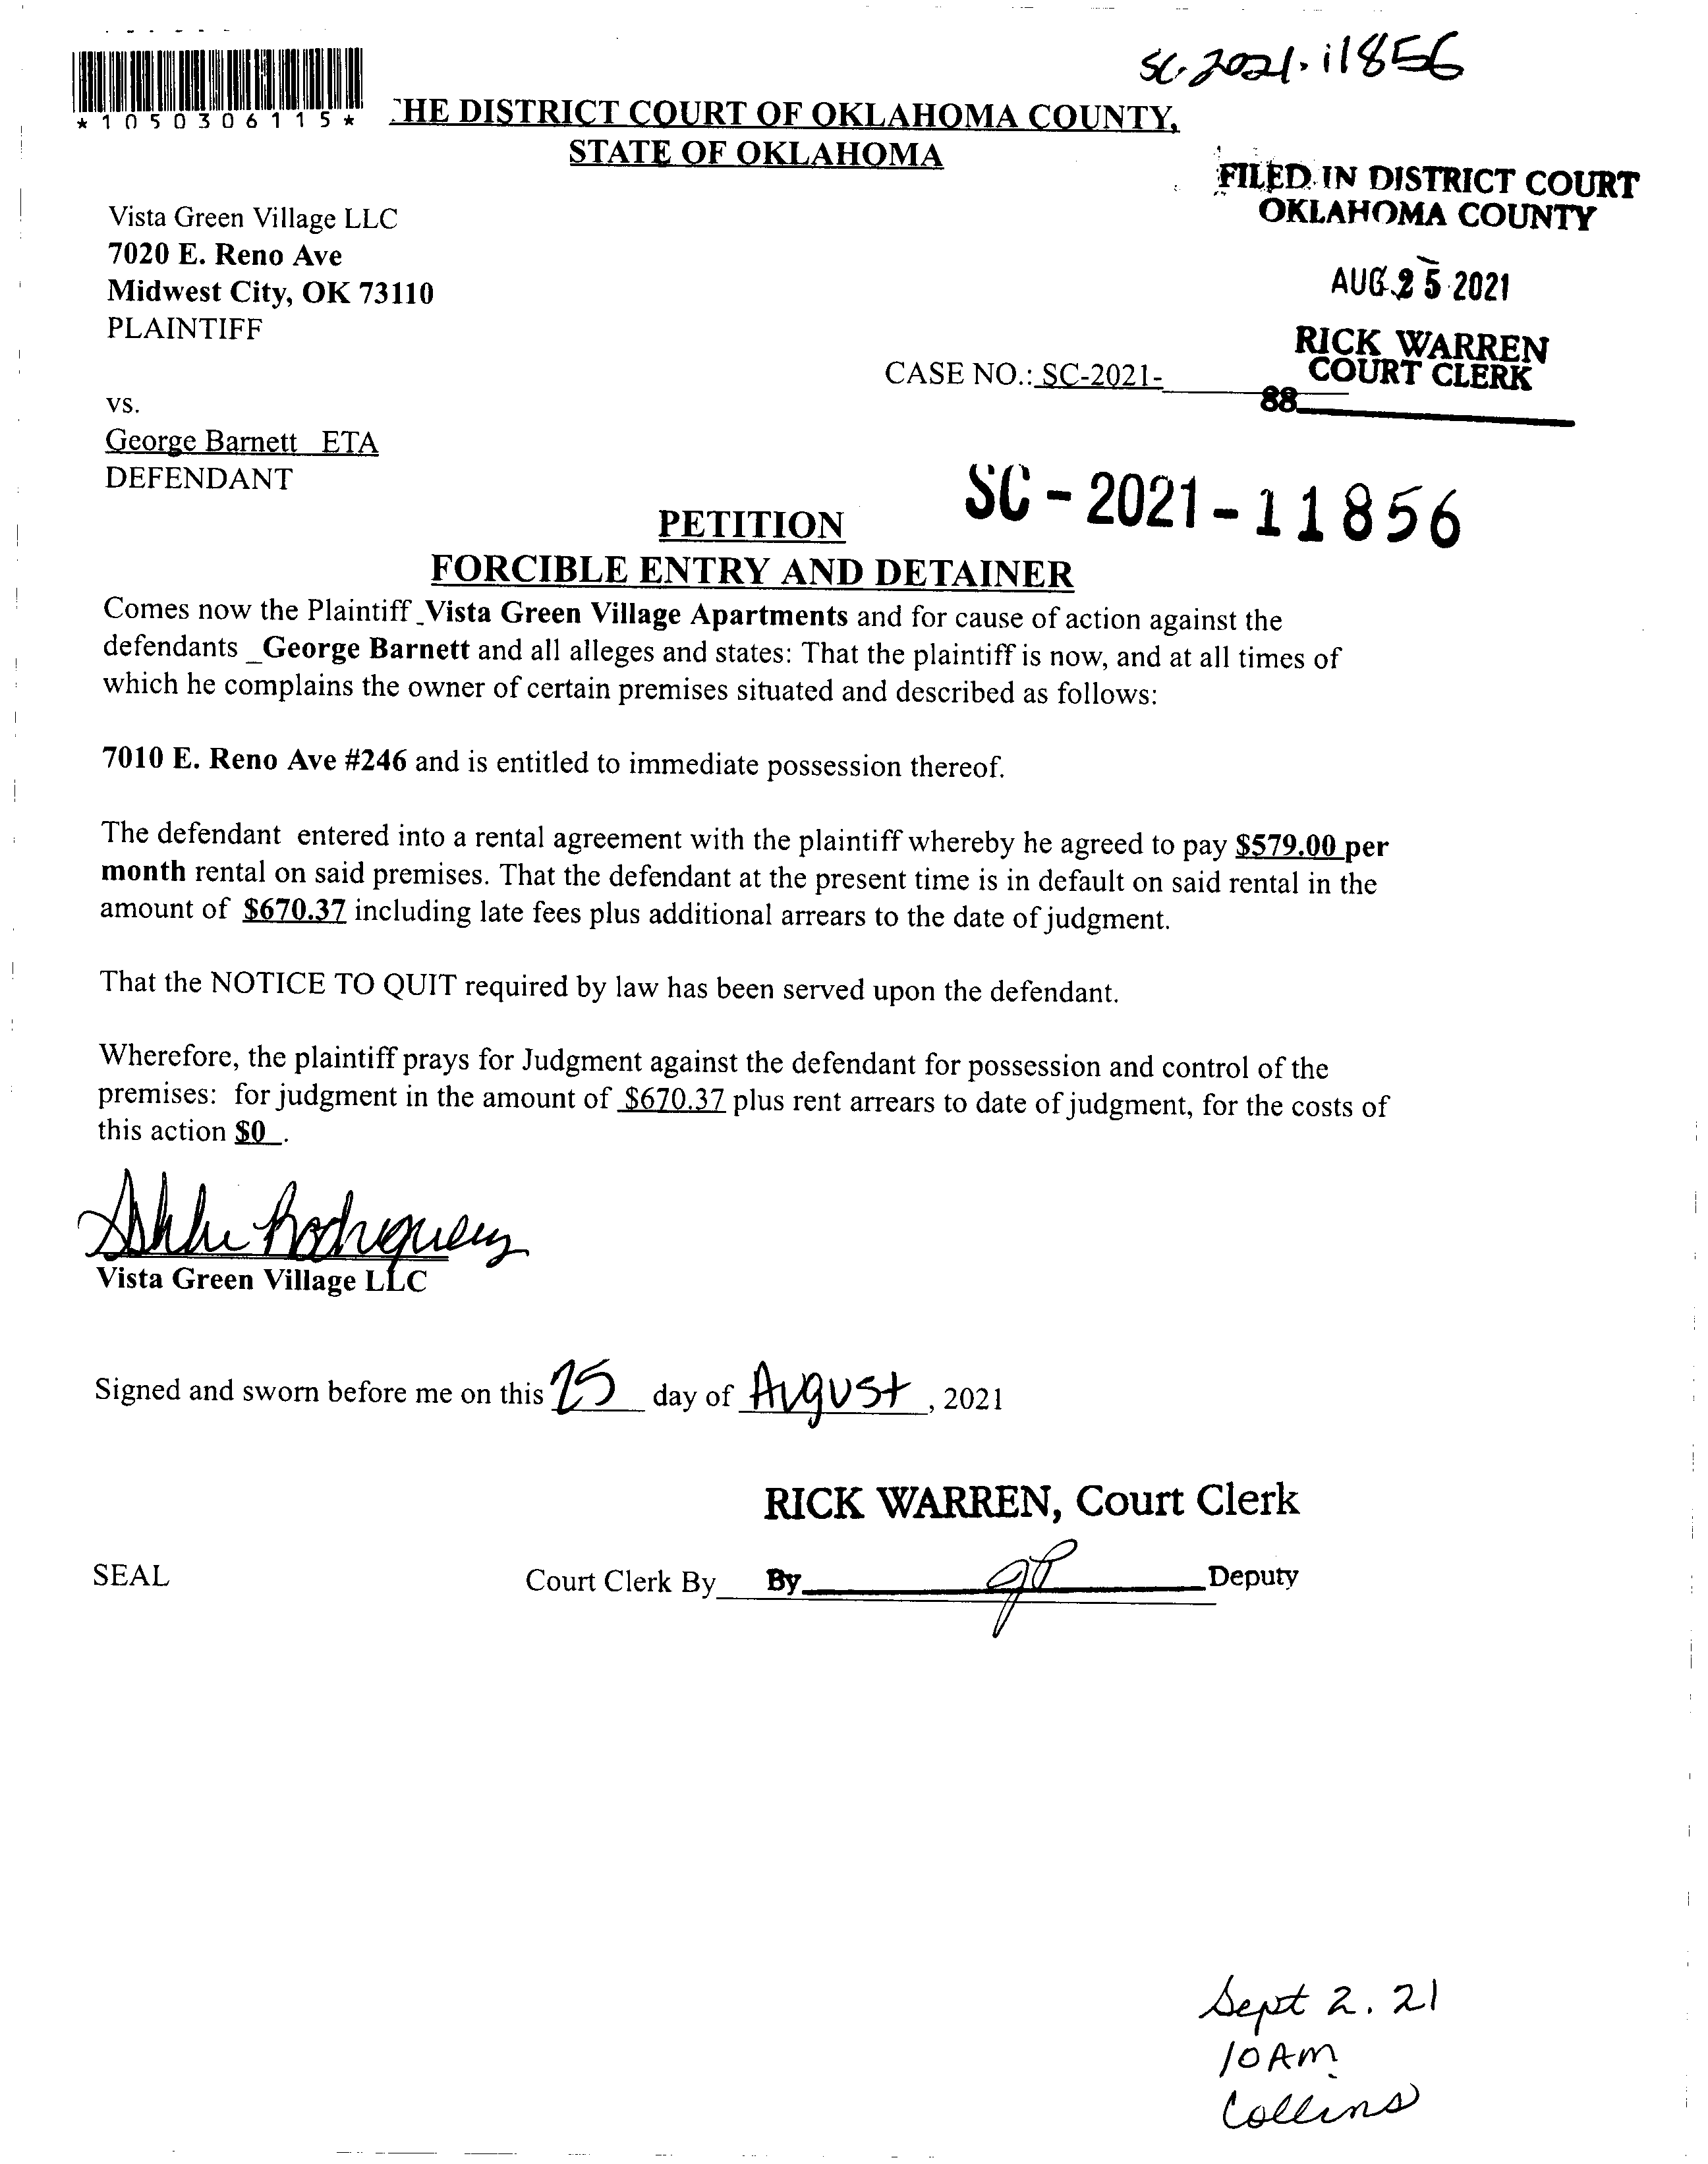 SC-2021-11856
*1050306115*
THE DISTRICT COURT OF OKLAHOMA COUNTY,
STATE OF OKLAHOMA
FILED IN DISTRICT COURT
OKLAHOMA COUNTY
Vista Green Village LLC
7020 E. Reno Ave
Midwest City, OK 73110
PLAINTIFF
AUG 25 2021
RICK WARREN
COURT CLERK
CASE NO.: SC-2021-
88
vs.
George Barnett ETA
DEFENDANT
SC-2021-11856
PETITION
FORCIBLE ENTRY AND DETAINER
Comes now the Plaintiff _Vista Green Village Apartments and for cause of action against the
defendants _George Barnett and all alleges and states: That the plaintiff is now, and at all times of
which he complains the owner of certain premises situated and described as follows:
7010 E. Reno Ave #246 and is entitled to immediate possession thereof.
The defendant entered into a rental agreement with the plaintiff whereby he agreed to pay $579.00 per
month rental on said premises. That the defendant at the present time is in default on said rental in the
amount of $670.37 including late fees plus additional arrears to the date of judgment.
That the NOTICE TO QUIT required by law has been served upon the defendant.
Wherefore, the plaintiff prays for Judgment against the defendant for possession and control of the
premises: for judgment in the amount of $670.37 plus rent arrears to date of judgment, for the costs of
this action $0 .
Rodriguez
Vista Green Village LLC
Signed and sworn before me on this 25 day of August, 2021
RICK WARREN, Court Clerk
SEAL Court Clerk By By Deputy
Sept 2. 21
10 AM
Collins